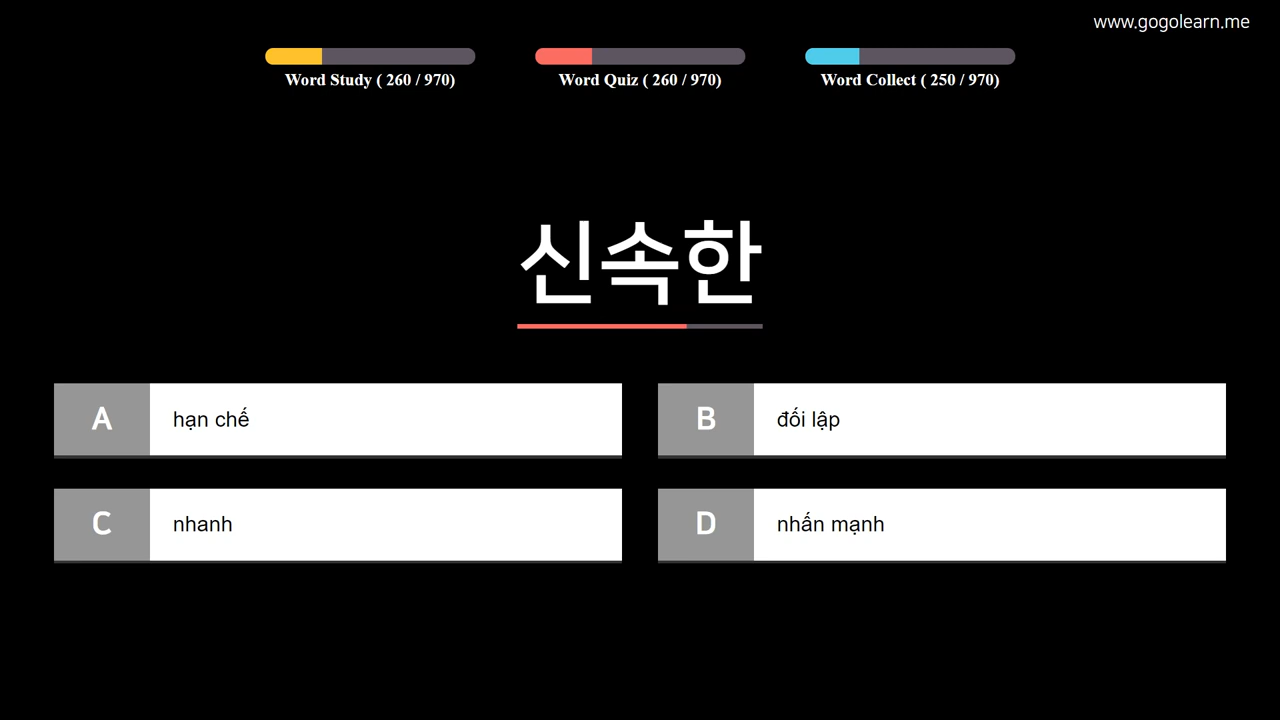 www.gogolearn.me
Word Study ( 260 / 970)
Word Quiz ( 260 / 970)
Word Collect ( 250 / 970)
신속한
A hạn chế
B đối lập
C nhanh
D nhấn mạnh